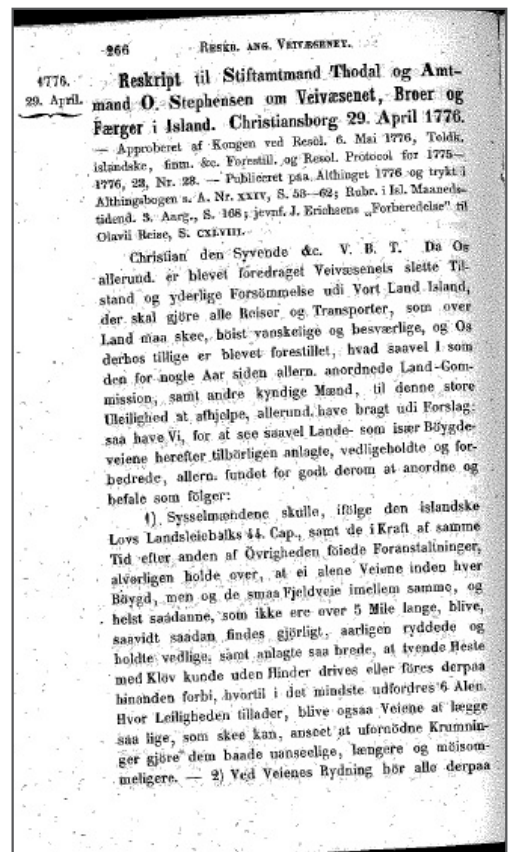 266 RESKR. ANG. VEIVÆSENET.
1776.
29. April.
Reskript til Stiftamtmand Thodal og Amt-
mand O. Stephensen om Veivæsenet, Broer og
Færger i Island. Christiansborg 29. April 1776.
— Approberet af Kongen ved Resol. 6. Mai 1776, Toldk.
islandske, finm. &c. Forestill. og Resol. Protocol for 1775—
1776, 22, Nr. 28. — Publiceret paa Althinget 1776 og trykt i
Althingsbogen s. A. Nr. XXIV, S. 53—62; Rubr. i Isl. Maaneds-
tidend. 3. Aarg., S. 168; jevnf. J. Erichsens „Forberedelse" til
Olavii Reise, S. CXLVIII.
Christian den Syvende &c. V. B. T. Da Os
allerund. er blevet foredraget Veivæsenets slette Til-
stand og yderlige Forsömmelse udi Vort Land Island,
der skal gjöre alle Reiser og Transporter, som over
Land maa skee, höist vanskelige og besværlige, og Os
derhos tillige er blevet forestillet, hvad saavel I som
den for nogle Aar siden allern. anordnede Land-Com-
mission, samt andre kyndige Mænd, til denne store
Uleilighed at afhjelpe, allerund. have bragt udi Forslag:
saa have Vi, for at see saavel Lande- som især Böygde-
veiene herefter tilbörligen anlagte, vedligeholdte og for-
bedrede, allern. fundet for godt derom at anordne og
befale som fölger:
1) Sysselmændene skulle, ifölge den islandske
Lovs Landsleiebalks 44. Cap., samt de i Kraft af samme
Tid efter anden af Övrigheden föiede Foranstaltninger,
alvorligen holde over, at ei alene Veiene inden hver
Böygd, men og de smaa Fjeldveie imellem samme, og
helst saadanne, som ikke ere over 5 Mile lange, blive,
saavidt saadan findes gjörligt, aarligen ryddede og
holdte vedlige, samt anlagte saa brede, at tvende Heste
med Klöv kunde uden Hinder drives eller föres derpaa
hinanden forbi, hvortil i det mindste udfordres 6 Alen.
Hvor Leiligheden tillader, blive ogsaa Veiene at lægge
saa lige, som skee kan, anseet at ufornödne Krumnin-
ger gjöre dem baade uanseelige, længere og möisom-
meligere. — 2) Ved Veienes Rydning bör alle derpaa